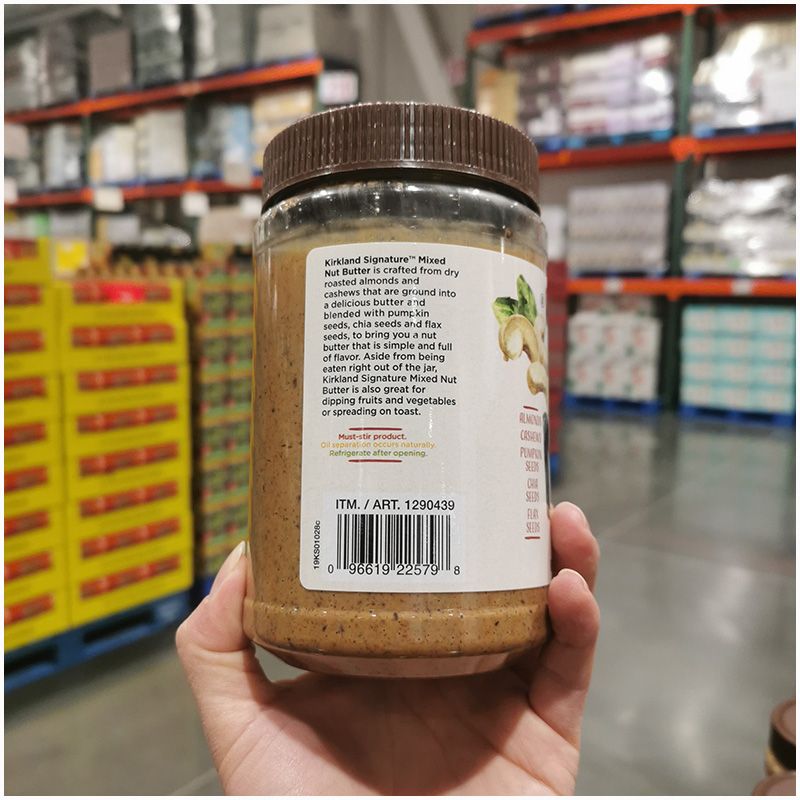 Kirkland Signature™ Mixed
Nut Butter is crafted from dry
roasted almonds and
cashews that are ground into
a delicious butter and
blended with pumpkin
seeds, chia seeds and flax
seeds, to bring you a nut
butter that is simple and full
of flavor. Aside from being
eaten right out of the jar,
Kirkland Signature Mixed Nut
Butter is also great for
dipping fruits and vegetables
or spreading on toast.
Must-stir product.
Oil separation occurs naturally.
Refrigerate after opening.
ITM. / ART. 1290439
19KS01028c
0 96619 22579 8
ALMONDS
CASHEWS
PUMPKIN
SEEDS
CHIA
SEEDS
FLAX
SEEDS